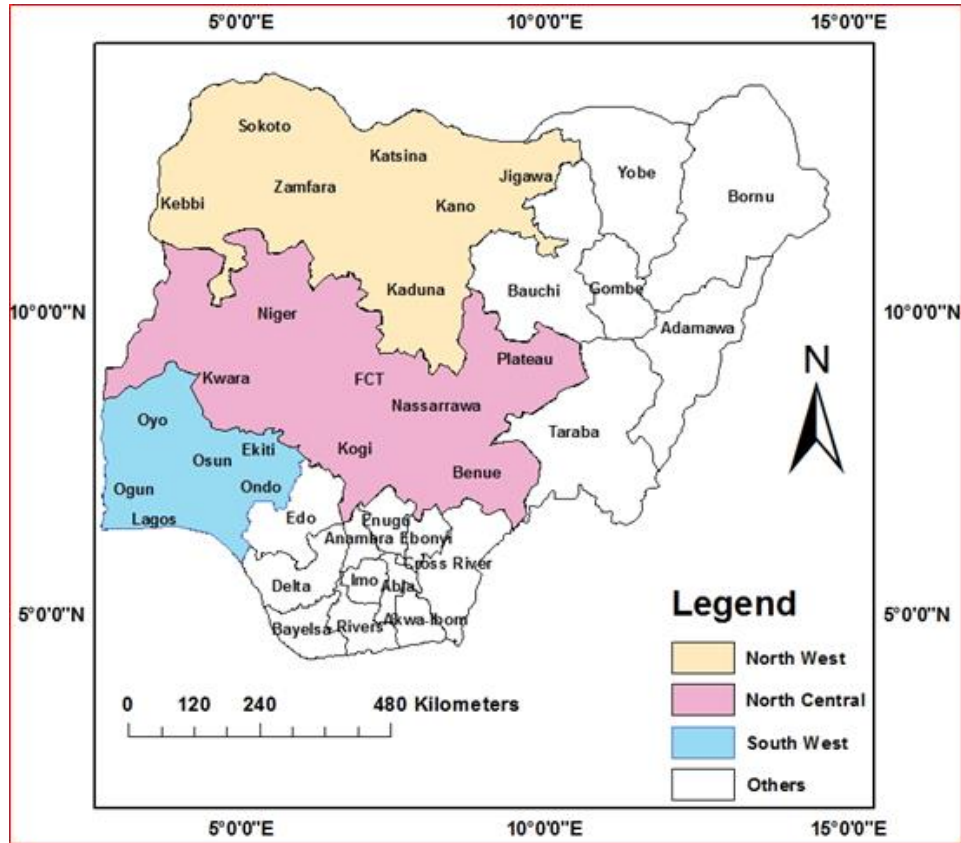 5°0'0"E 10°0'0"E 15°0'0"E
Sokoto
Katsina
Yobe
Jigawa
Zamfara
Bornu
Kebbi
Kano
Kaduna
Bauchi
Gombe
10°0'0"N
10°0'0"N
Niger
Adamawa
Plateau
N
Kwara
FCT
Nassarrawa
Oyo
Taraba
Ekiti
Kogi
Osun
Benue
Ogun
Ondo
Lagos
Edo
Enugu
Anambra Ebonyi
Cross River
Delta
Imo
Abia
5°0'0"N
5°0'0"N
Legend
Akwa-Ibom
Bayelsa
Rivers
North West
0 120 240 480 Kilometers
North Central
South West
Others
5°0'0"E 10°0'0"E 15°0'0"E